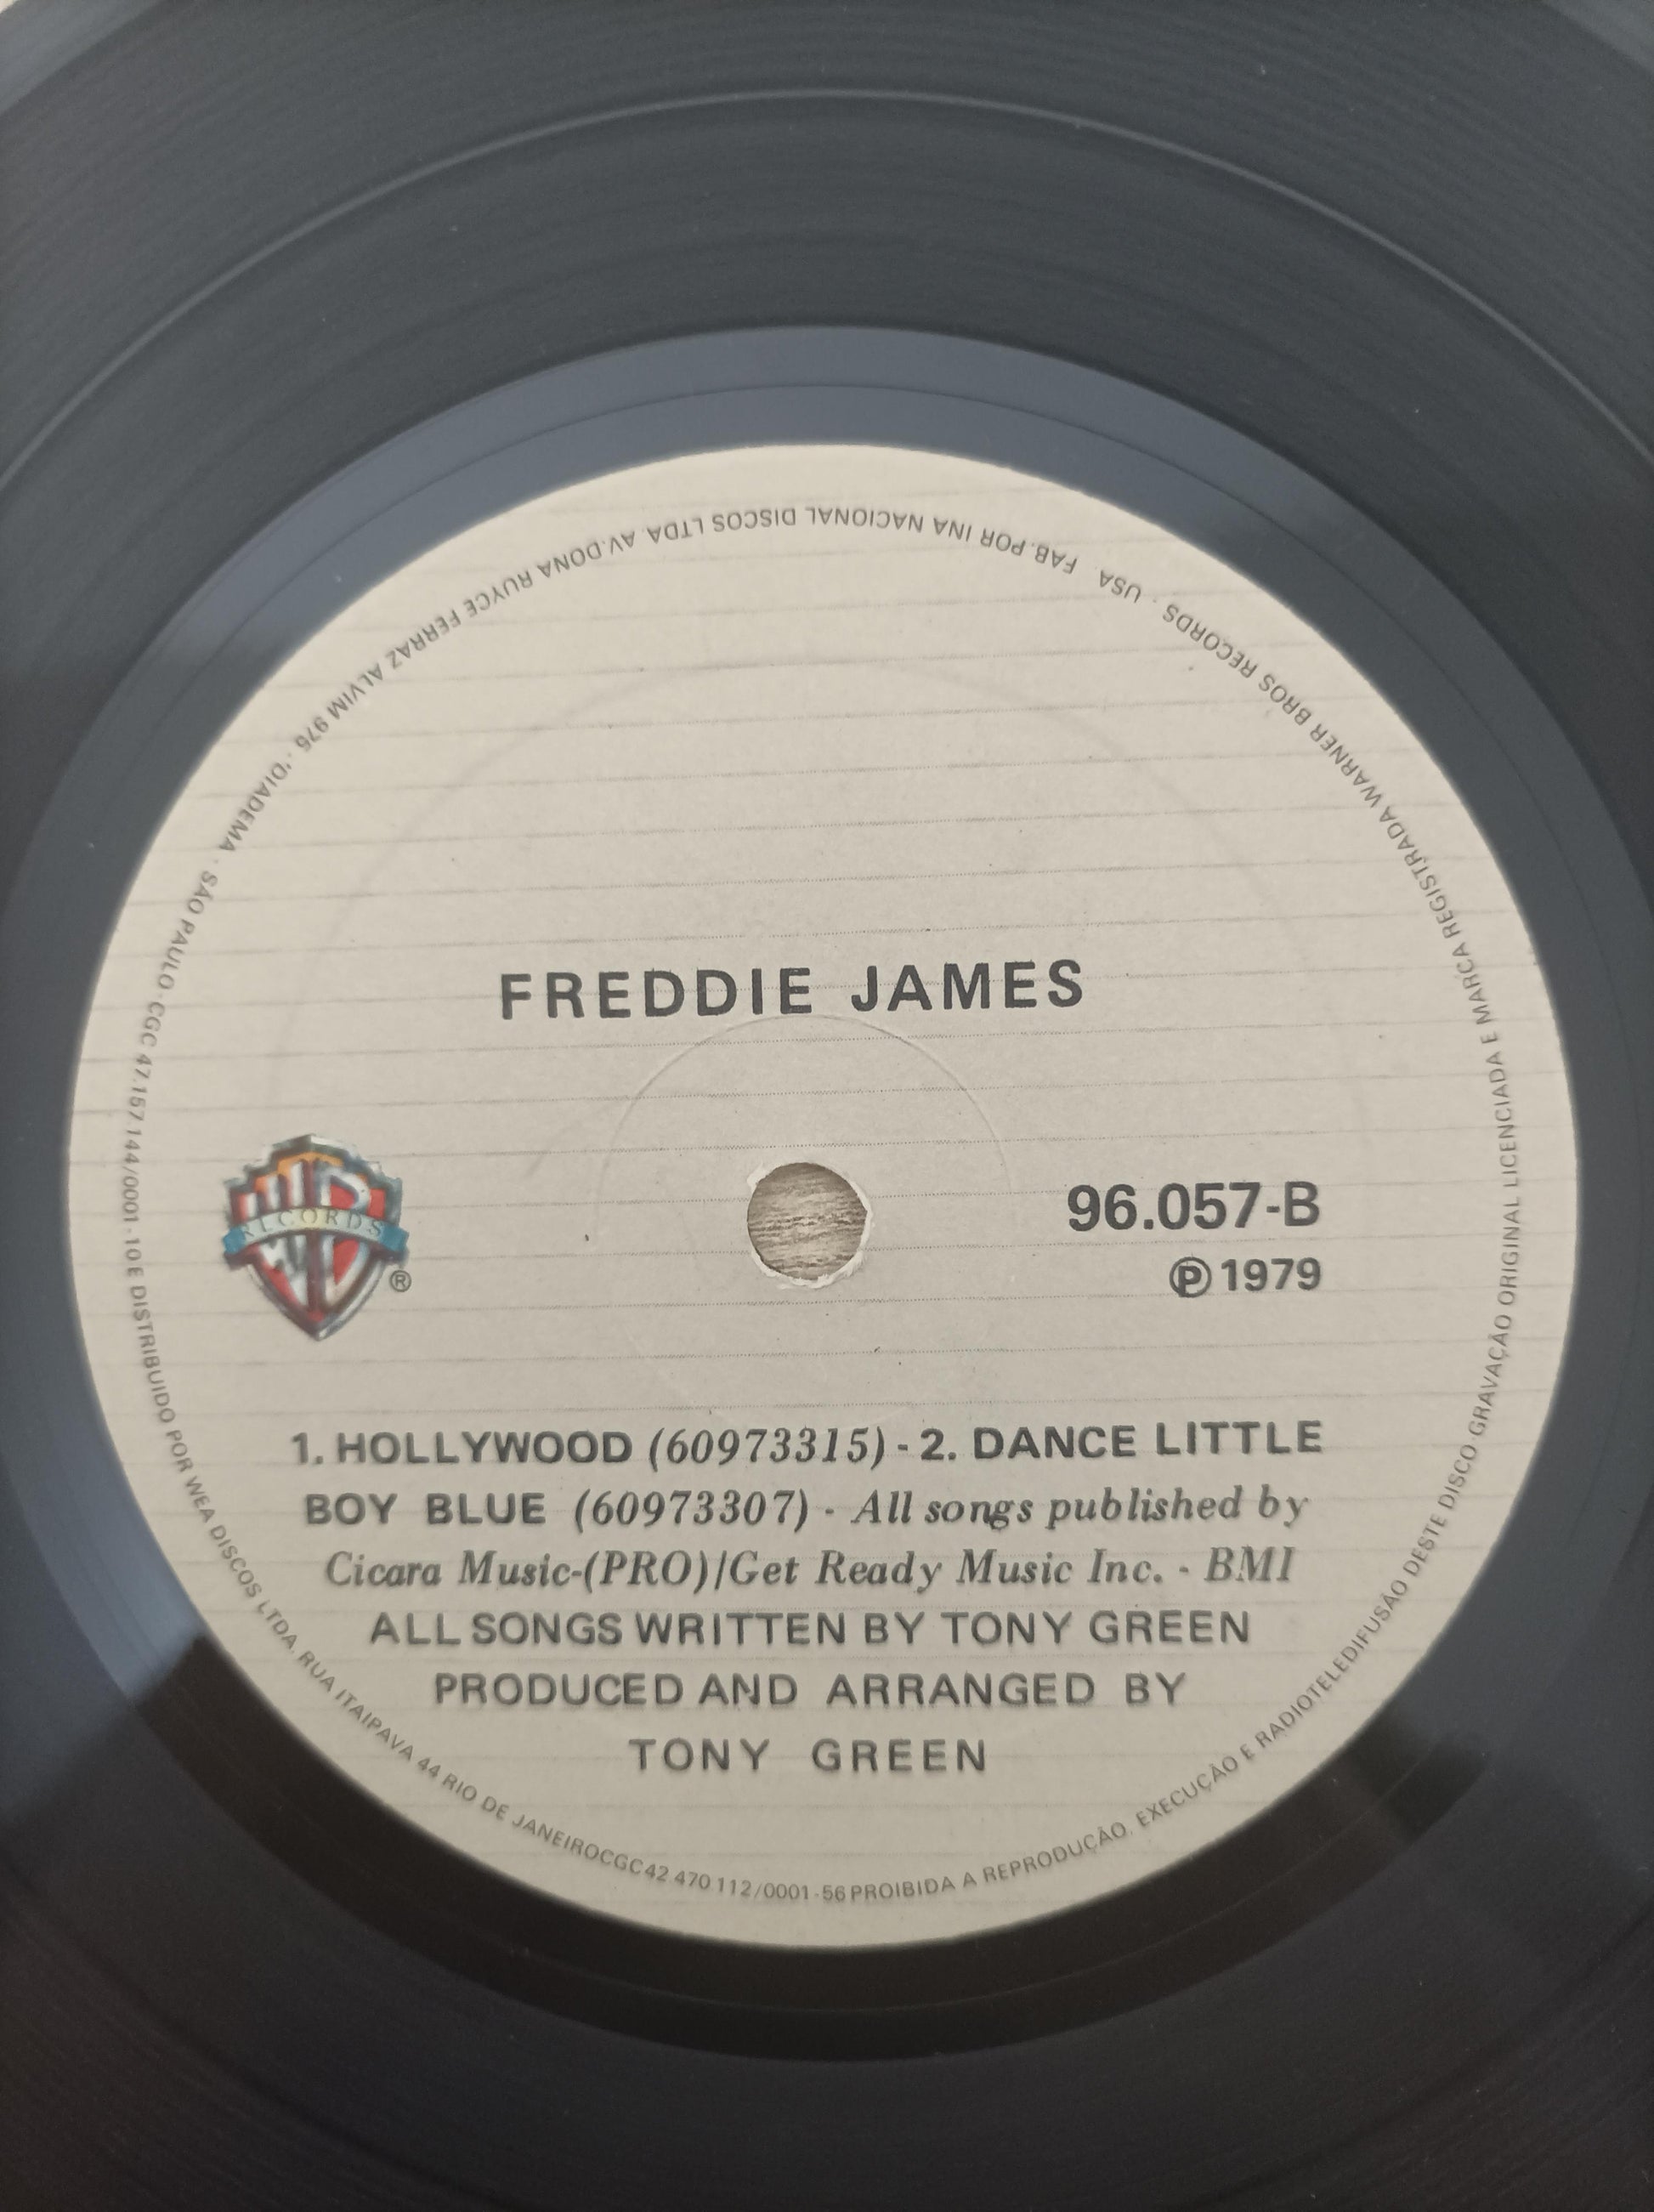 FREDDIE JAMES
RECORDS
®
96.057-B
Ⓟ1979
1. HOLLYWOOD (60973315) - 2. DANCE LITTLE
BOY BLUE (60973307) - All songs published by
Cicara Music-(PRO)/Get Ready Music Inc. - BMI
ALL SONGS WRITTEN BY TONY GREEN
PRODUCED AND ARRANGED BY
TONY GREEN
FAB. POR INA NACIONAL DISCOS LTDA. AV. DONA RUYCE FERRAZ ALVIM 976 · DIADEMA · SÃO PAULO · CGC 47.157.144/0001-10 E DISTRIBUIDO POR WEA DISCOS LTDA. RUA ITAIPAVA 44 RIO DE JANEIRO CGC 42 470 112/0001-56 PROIBIDA A REPRODUÇÃO, EXECUÇÃO E RADIOTELEDIFUSÃO DESTE DISCO GRAVAÇÃO ORIGINAL LICENCIADA E MARCA REGISTRADA WARNER BROS RECORDS · USA